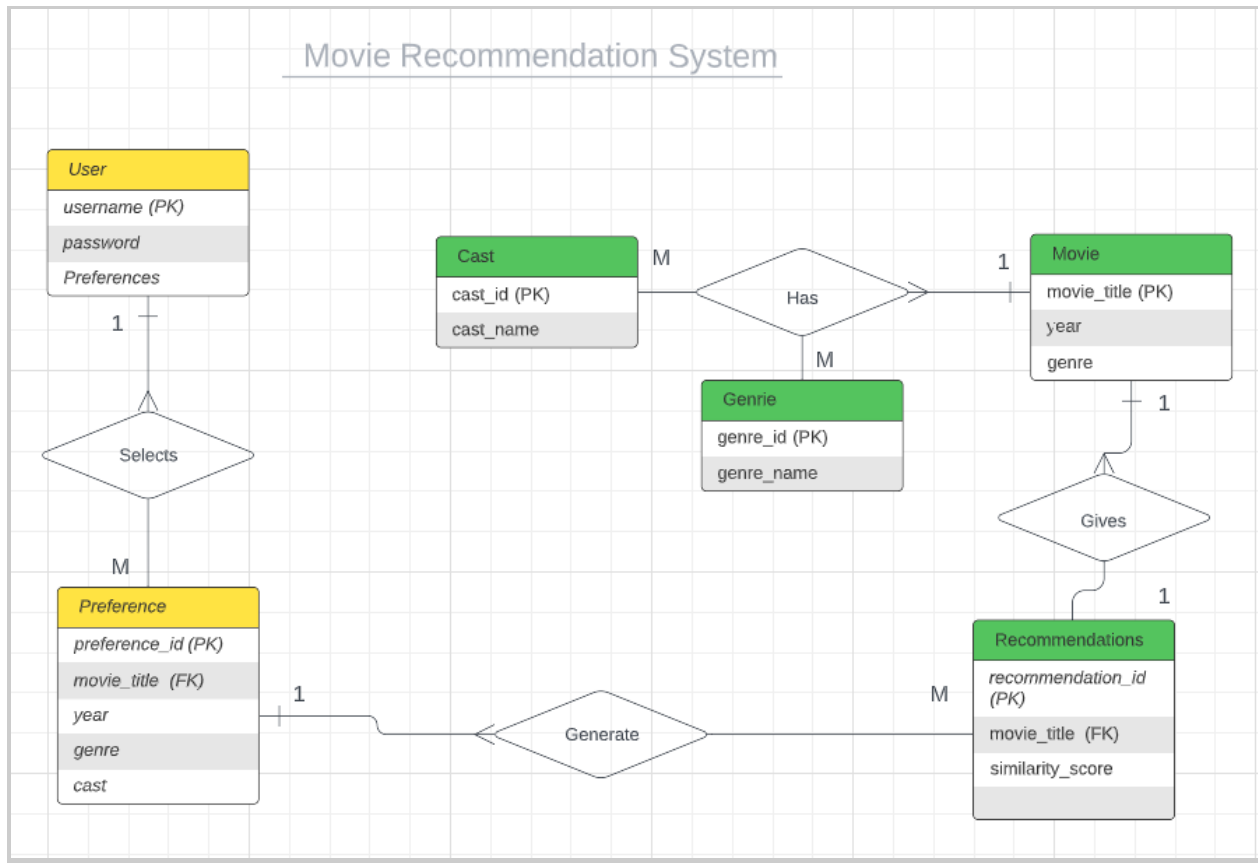 Movie Recommendation System
User
username (PK)
password
Preferences
1
Selects
M
Preference
preference_id (PK)
movie_title (FK)
year
genre
cast
Cast
cast_id (PK)
cast_name
M
Has
1
Movie
movie_title (PK)
year
genre
M
Genrie
genre_id (PK)
genre_name
1
Gives
1
Recommendations
recommendation_id
(PK)
movie_title (FK)
similarity_score
1
Generate
M